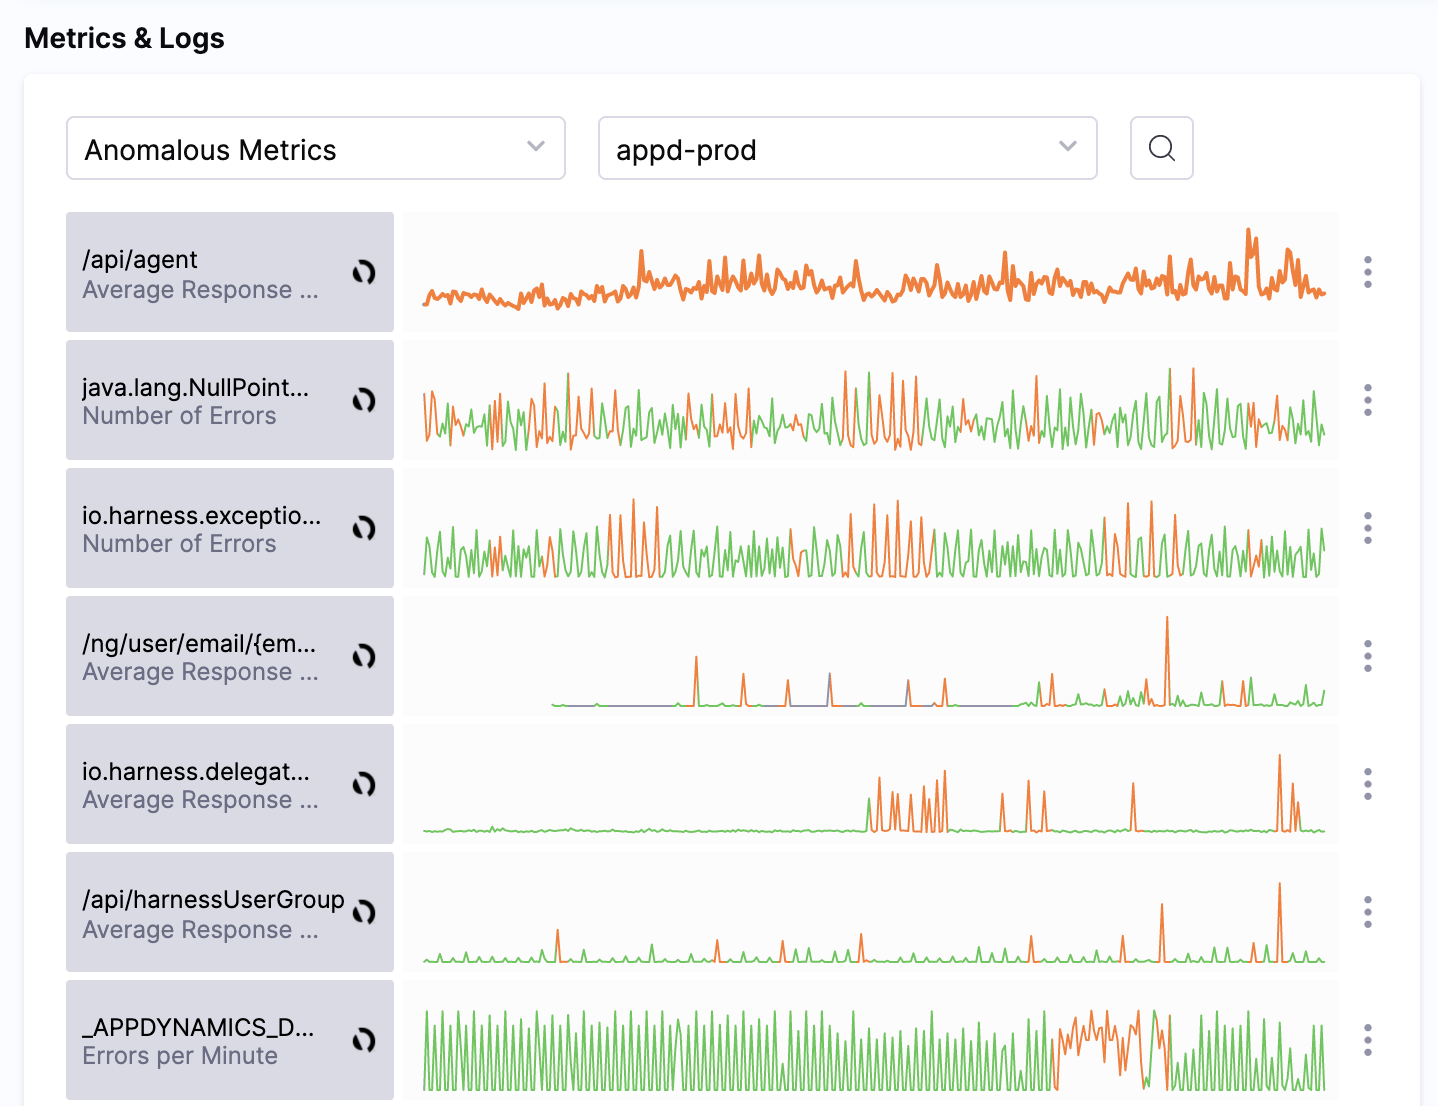 Metrics & Logs
Anomalous Metrics
appd-prod
/api/agent
Average Response ...
java.lang.NullPoint...
Number of Errors
io.harness.exceptio...
Number of Errors
/ng/user/email/{em...
Average Response ...
io.harness.delegat...
Average Response ...
/api/harnessUserGroup
Average Response ...
_APPDYNAMICS_D...
Errors per Minute